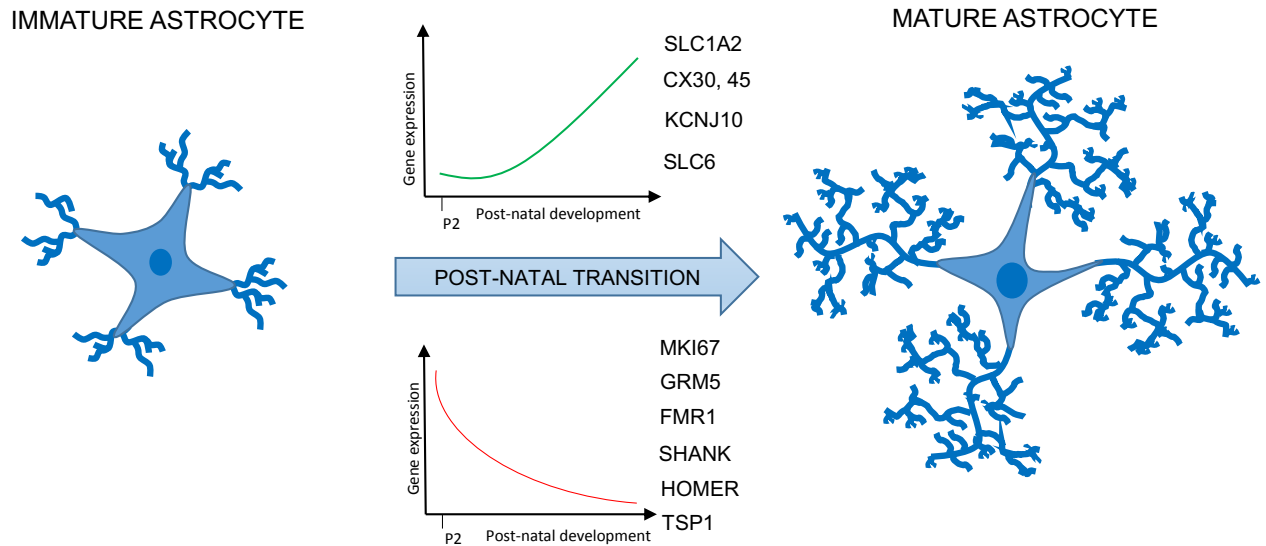 IMMATURE ASTROCYTE
MATURE ASTROCYTE
Gene expression
P2
Post-natal development
SLC1A2
CX30, 45
KCNJ10
SLC6
POST-NATAL TRANSITION
Gene expression
P2
Post-natal development
MKI67
GRM5
FMR1
SHANK
HOMER
TSP1